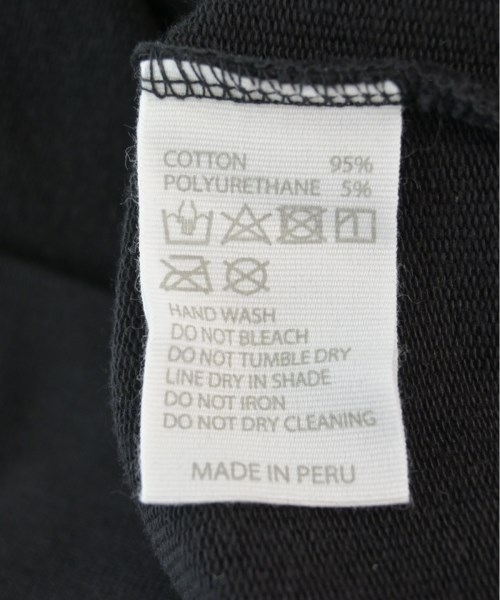 COTTON 95%
POLYURETHANE 5%
HAND WASH
DO NOT BLEACH
DO NOT TUMBLE DRY
LINE DRY IN SHADE
DO NOT IRON
DO NOT DRY CLEANING
MADE IN PERU